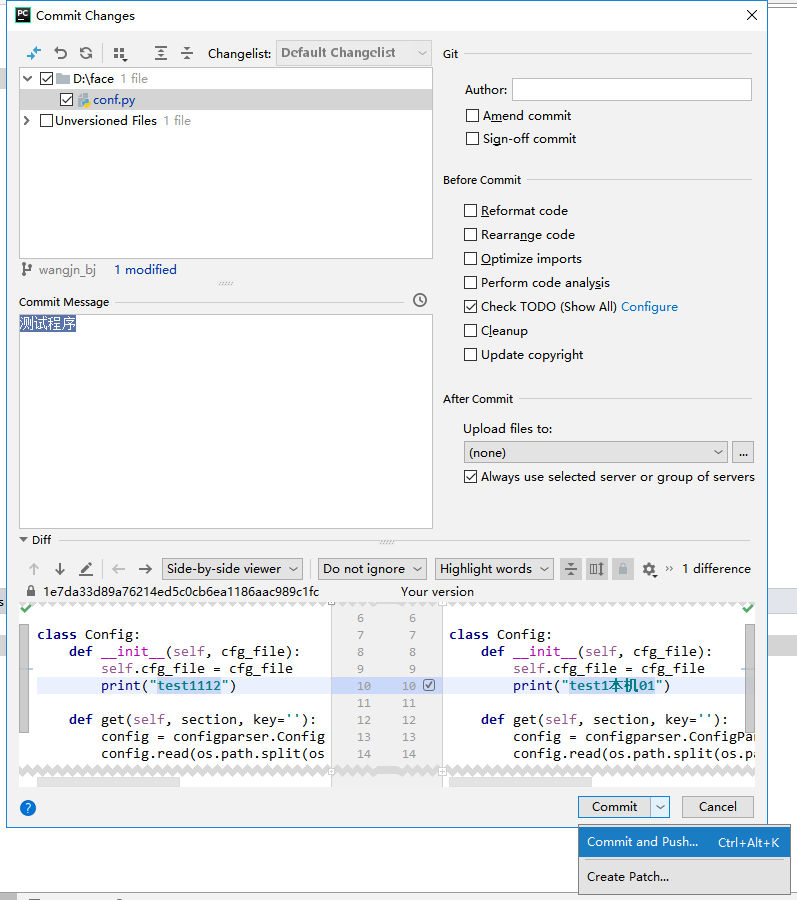 PC Commit Changes
Changelist: Default Changelist
D:\face 1 file
conf.py
Unversioned Files 1 file
wangjn_bj 1 modified
Commit Message
测试程序
Git
Author:
Amend commit
Sign-off commit
Before Commit
Reformat code
Rearrange code
Optimize imports
Perform code analysis
Check TODO (Show All) Configure
Cleanup
Update copyright
After Commit
Upload files to:
(none)
...
Always use selected server or group of servers
Diff
Side-by-side viewer Do not ignore Highlight words 1 difference
1e7da33d89a76214ed5c0cb6ea1186aac989c1fc Your version
6 6
class Config: 7 7 class Config:
def __init__(self, cfg_file): 8 8 def __init__(self, cfg_file):
self.cfg_file = cfg_file 9 9 self.cfg_file = cfg_file
print("test1112") 10 10 print("test1本机01")
11 11
def get(self, section, key=''): 12 12 def get(self, section, key=''):
config = configparser.Config 13 13 config = configparser.ConfigPa
config.read(os.path.split(os 14 14 config.read(os.path.split(os.pa
? Commit Cancel
Commit and Push... Ctrl+Alt+K
Create Patch...